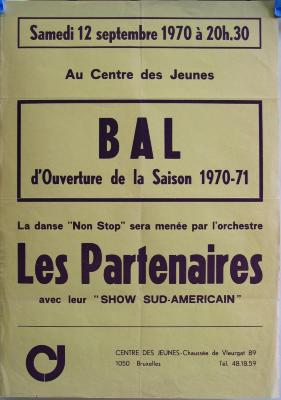 Samedi 12 septembre 1970 à 20h.30
Au Centre des Jeunes
BAL
d'Ouverture de la Saison 1970-71
La danse "Non Stop" sera menée par l'orchestre
Les Partenaires
avec leur "SHOW SUD-AMERICAIN"
CENTRE DES JEUNES-Chaussée de Vleurgat 89
1050 Bruxelles Tél. 48.18.59